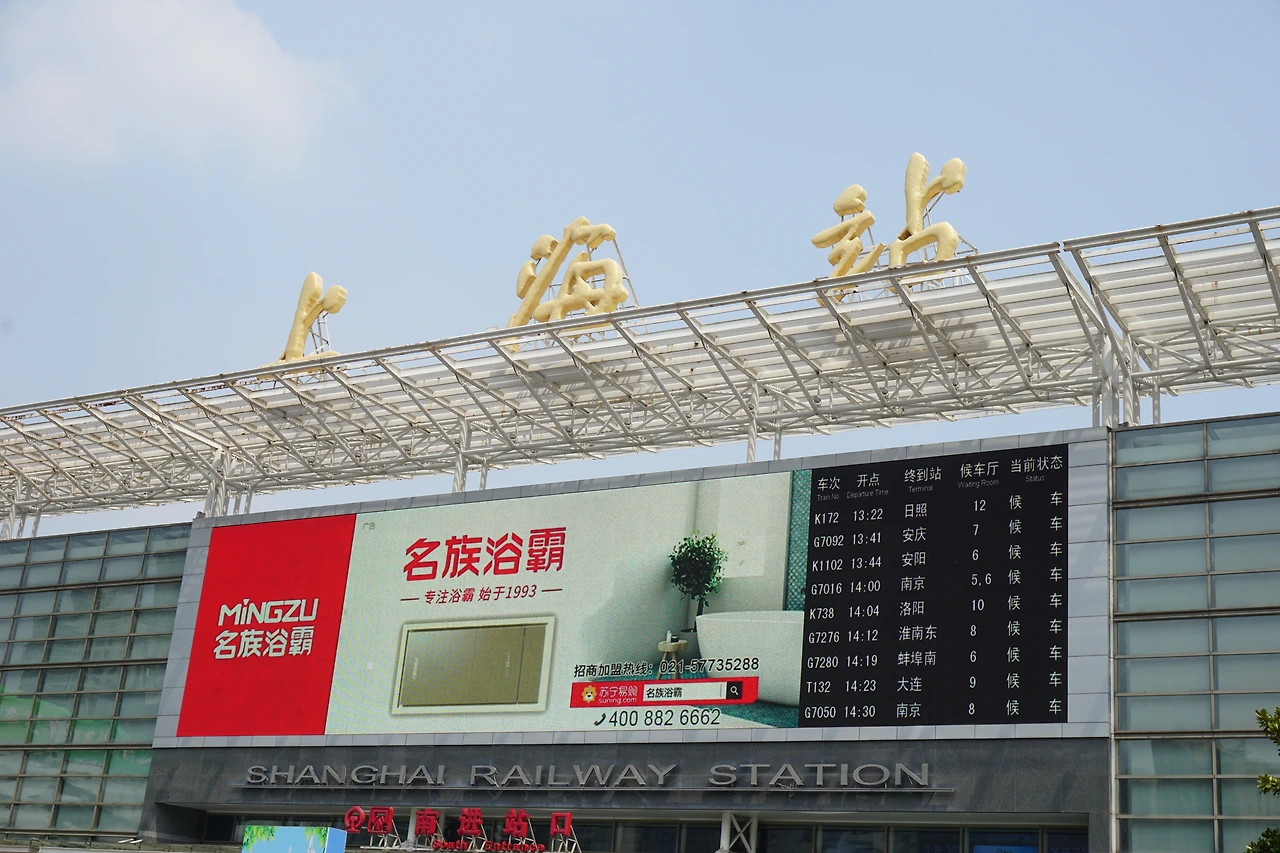 上海站
广告
MINGZU
名族浴霸
名族浴霸
— 专注浴霸 始于1993 —
招商加盟热线：021-57735288
苏宁易购 suning.com 名族浴霸
400 882 6662
车次 开点 终到站 候车厅 当前状态
Train No Departure Time Terminal Waiting Room Status
K172 13:22 日照 12 候 车
G7092 13:41 安庆 7 候 车
K1102 13:44 安阳 6 候 车
G7016 14:00 南京 5,6 候 车
K738 14:04 洛阳 10 候 车
G7276 14:12 淮南东 8 候 车
G7280 14:19 蚌埠南 6 候 车
T132 14:23 大连 9 候 车
G7050 14:30 南京 8 候 车
SHANGHAI RAILWAY STATION
南进站口
South Entrance